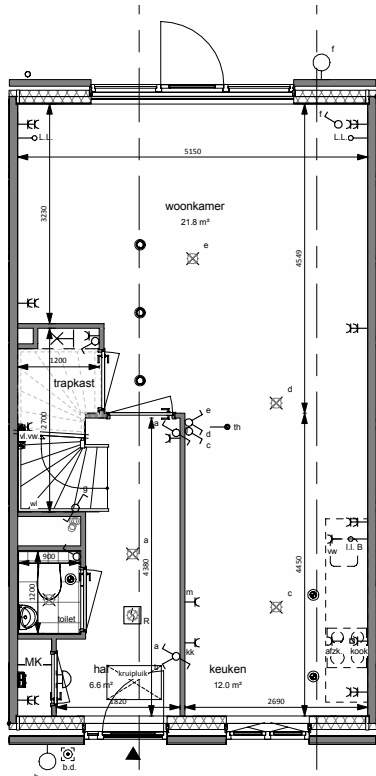 f
f
L.L.
L.L.
5150
woonkamer
21.8 m²
3230
4549
e
1200
trapkast
d
2700
e
a
d
th
c
vl.vw.
wl
a
4380
4450
vw
l.l. B
900
1200
m
c
toilet
R
afzk.
kook
a
kk
MK
hal
6.6 m²
"kruipluik"
keuken
12.0 m²
1820
2690
b.d.